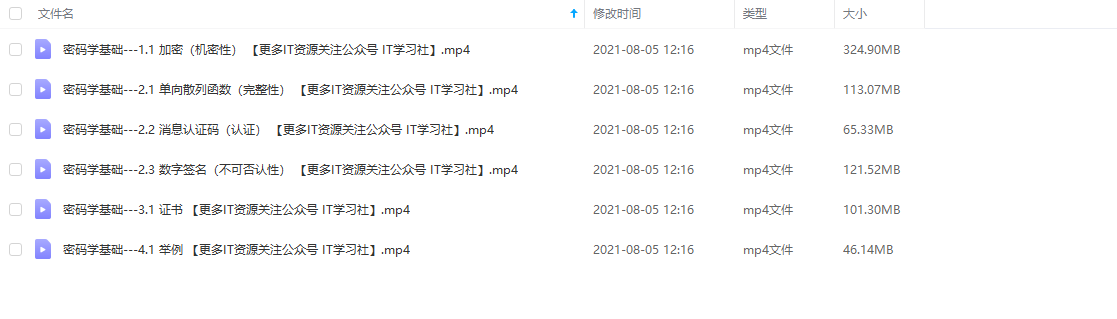 文件名 修改时间 类型 大小
密码学基础---1.1 加密（机密性） 【更多IT资源关注公众号 IT学习社】.mp4 2021-08-05 12:16 mp4文件 324.90MB
密码学基础---2.1 单向散列函数（完整性） 【更多IT资源关注公众号 IT学习社】.mp4 2021-08-05 12:16 mp4文件 113.07MB
密码学基础---2.2 消息认证码（认证） 【更多IT资源关注公众号 IT学习社】.mp4 2021-08-05 12:16 mp4文件 65.33MB
密码学基础---2.3 数字签名（不可否认性） 【更多IT资源关注公众号 IT学习社】.mp4 2021-08-05 12:16 mp4文件 121.52MB
密码学基础---3.1 证书 【更多IT资源关注公众号 IT学习社】.mp4 2021-08-05 12:16 mp4文件 101.30MB
密码学基础---4.1 举例 【更多IT资源关注公众号 IT学习社】.mp4 2021-08-05 12:16 mp4文件 46.14MB